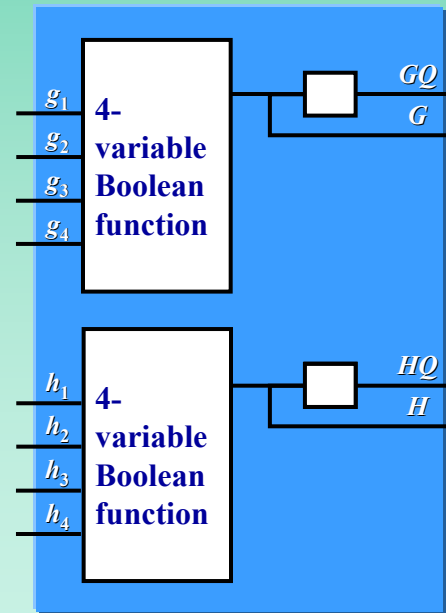 GQ
G
g₁
g₂
g₃
g₄
4-
variable
Boolean
function
HQ
H
h₁
h₂
h₃
h₄
4-
variable
Boolean
function